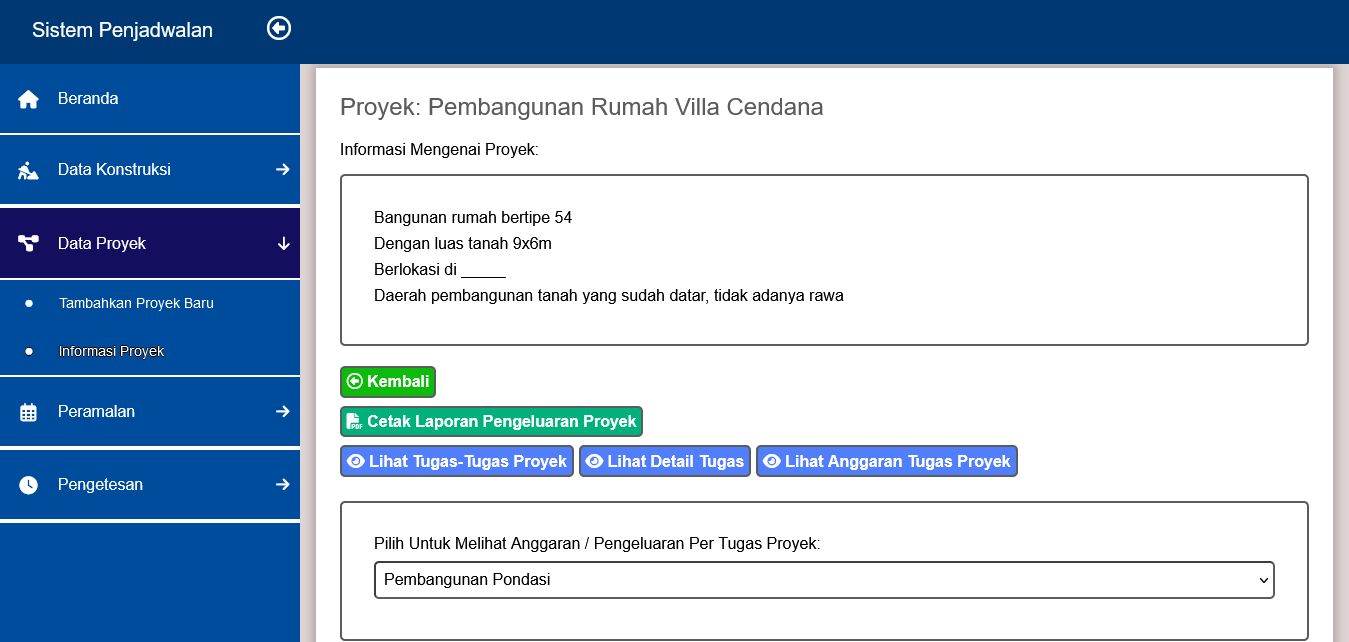 Sistem Penjadwalan
Beranda
Data Konstruksi
Data Proyek
Tambahkan Proyek Baru
Informasi Proyek
Peramalan
Pengetesan
Proyek: Pembangunan Rumah Villa Cendana
Informasi Mengenai Proyek:
Bangunan rumah bertipe 54
Dengan luas tanah 9x6m
Berlokasi di _____
Daerah pembangunan tanah yang sudah datar, tidak adanya rawa
Kembali
Cetak Laporan Pengeluaran Proyek
Lihat Tugas-Tugas Proyek Lihat Detail Tugas Lihat Anggaran Tugas Proyek
Pilih Untuk Melihat Anggaran / Pengeluaran Per Tugas Proyek:
Pembangunan Pondasi